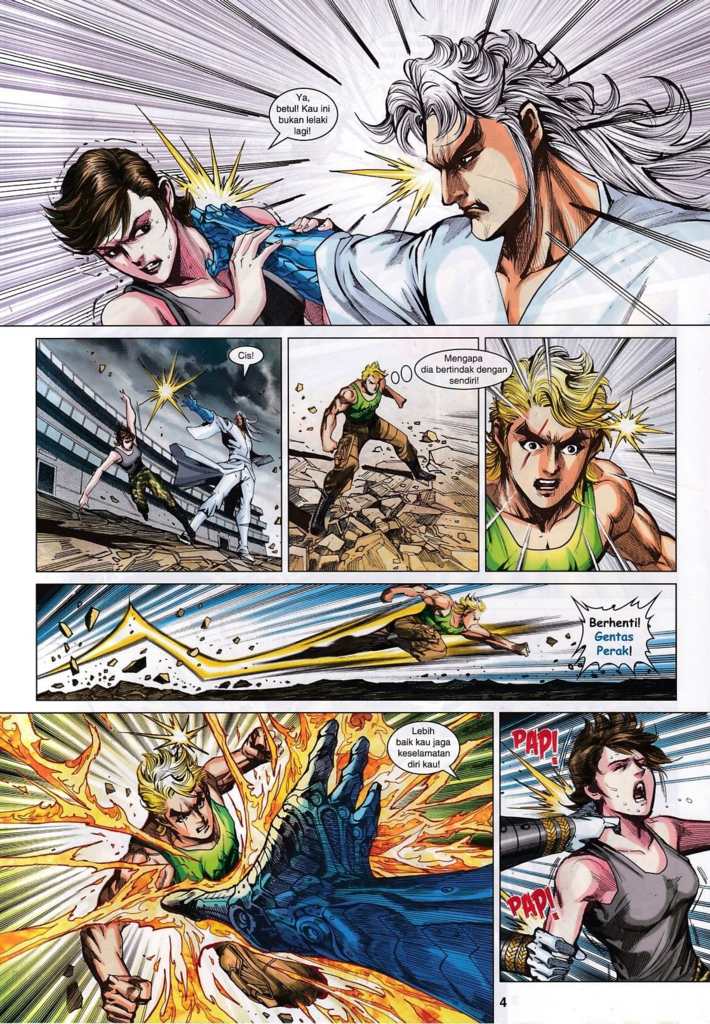 Ya,
betul! Kau ini
bukan lelaki
lagi!
Cis!
Mengapa
dia bertindak dengan
sendiri!
Berhenti!
Gentas
Perak!
Lebih
baik kau jaga
keselamatan
diri kau!
PAP!
PAP!
4